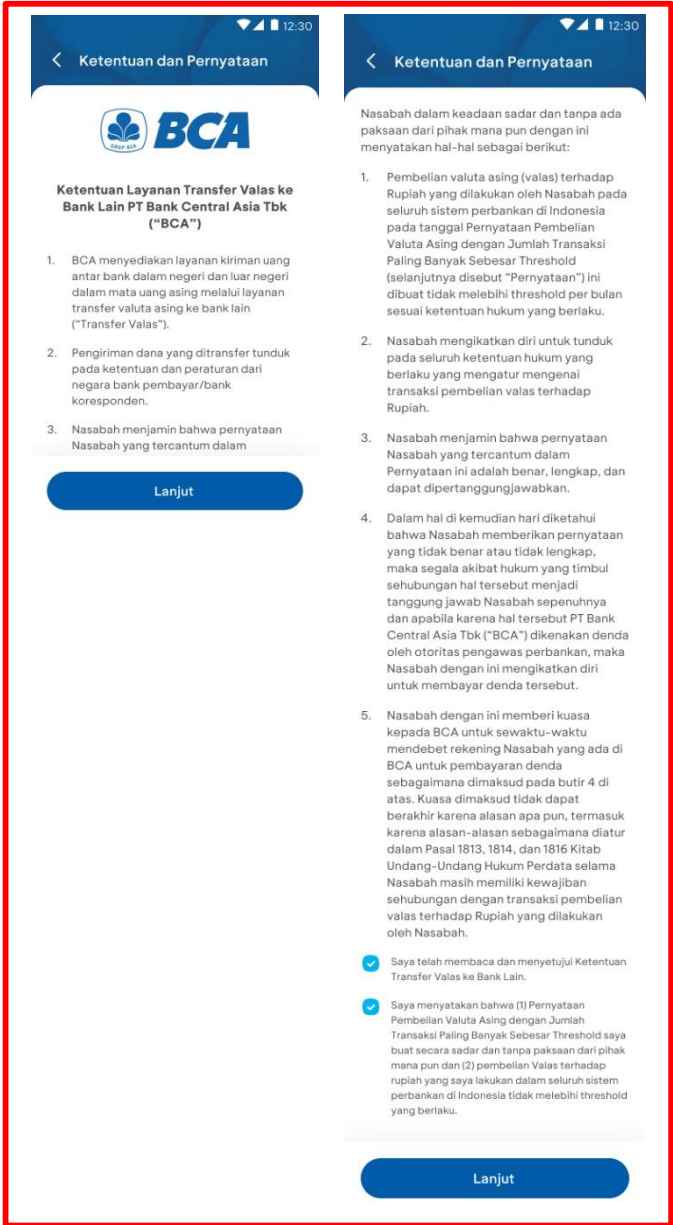 12:30
Ketentuan dan Pernyataan
GRUP BCA
BCA
Ketentuan Layanan Transfer Valas ke
Bank Lain PT Bank Central Asia Tbk
(“BCA”)
1. BCA menyediakan layanan kiriman uang
antar bank dalam negeri dan luar negeri
dalam mata uang asing melalui layanan
transfer valuta asing ke bank lain
(“Transfer Valas”).
2. Pengiriman dana yang ditransfer tunduk
pada ketentuan dan peraturan dari
negara bank pembayar/bank
koresponden.
3. Nasabah menjamin bahwa pernyataan
Nasabah yang tercantum dalam
Lanjut
12:30
Ketentuan dan Pernyataan
Nasabah dalam keadaan sadar dan tanpa ada
paksaan dari pihak mana pun dengan ini
menyatakan hal-hal sebagai berikut:
1. Pembelian valuta asing (valas) terhadap
Rupiah yang dilakukan oleh Nasabah pada
seluruh sistem perbankan di Indonesia
pada tanggal Pernyataan Pembelian
Valuta Asing dengan Jumlah Transaksi
Paling Banyak Sebesar Threshold
(selanjutnya disebut “Pernyataan”) ini
dibuat tidak melebihi threshold per bulan
sesuai ketentuan hukum yang berlaku.
2. Nasabah mengikatkan diri untuk tunduk
pada seluruh ketentuan hukum yang
berlaku yang mengatur mengenai
transaksi pembelian valas terhadap
Rupiah.
3. Nasabah menjamin bahwa pernyataan
Nasabah yang tercantum dalam
Pernyataan ini adalah benar, lengkap, dan
dapat dipertanggungjawabkan.
4. Dalam hal di kemudian hari diketahui
bahwa Nasabah memberikan pernyataan
yang tidak benar atau tidak lengkap,
maka segala akibat hukum yang timbul
sehubungan hal tersebut menjadi
tanggung jawab Nasabah sepenuhnya
dan apabila karena hal tersebut PT Bank
Central Asia Tbk (“BCA”) dikenakan denda
oleh otoritas pengawas perbankan, maka
Nasabah dengan ini mengikatkan diri
untuk membayar denda tersebut.
5. Nasabah dengan ini memberi kuasa
kepada BCA untuk sewaktu-waktu
mendebet rekening Nasabah yang ada di
BCA untuk pembayaran denda
sebagaimana dimaksud pada butir 4 di
atas. Kuasa dimaksud tidak dapat
berakhir karena alasan apa pun, termasuk
karena alasan-alasan sebagaimana diatur
dalam Pasal 1813, 1814, dan 1816 Kitab
Undang-Undang Hukum Perdata selama
Nasabah masih memiliki kewajiban
sehubungan dengan transaksi pembelian
valas terhadap Rupiah yang dilakukan
oleh Nasabah.
Saya telah membaca dan menyetujui Ketentuan
Transfer Valas ke Bank Lain.
Saya menyatakan bahwa (1) Pernyataan
Pembelian Valuta Asing dengan Jumlah
Transaksi Paling Banyak Sebesar Threshold saya
buat secara sadar dan tanpa paksaan dari pihak
mana pun dan (2) pembelian Valas terhadap
rupiah yang saya lakukan dalam seluruh sistem
perbankan di Indonesia tidak melebihi threshold
yang berlaku.
Lanjut